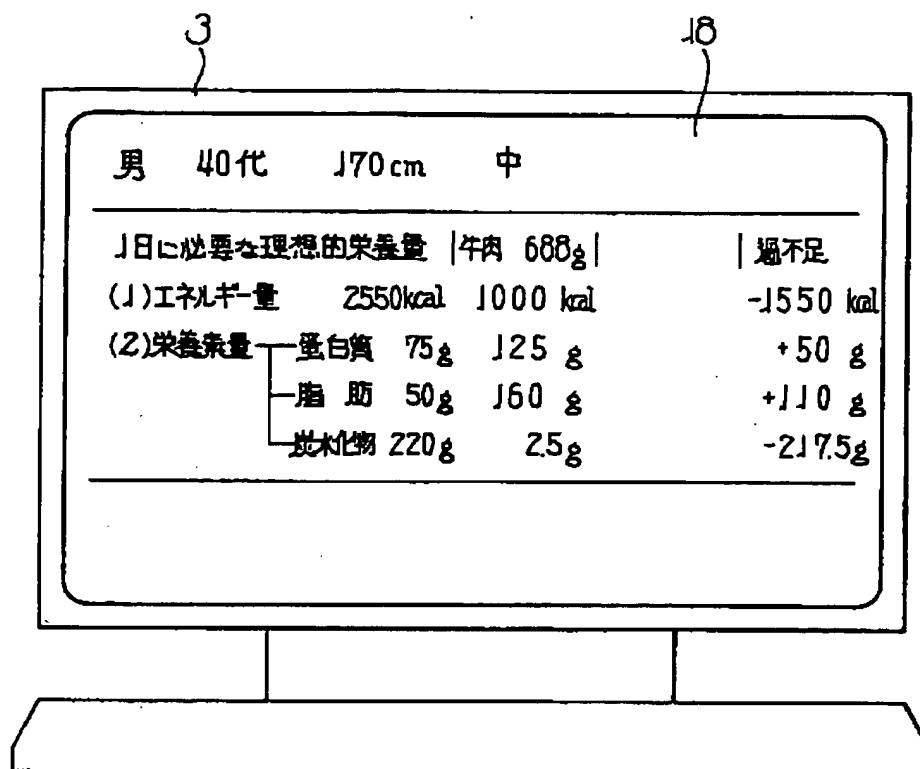 3 18
男 40代 170cm 中
1日に必要な理想的栄養量 |牛肉 688g| |過不足
(1)エネルギー量 2550kcal 1000 kcal -1550 kcal
(2)栄養素量 蛋白質 75g 125 g +50 g
脂 肪 50g 160 g +110 g
炭水化物 220g 2.5g -217.5g